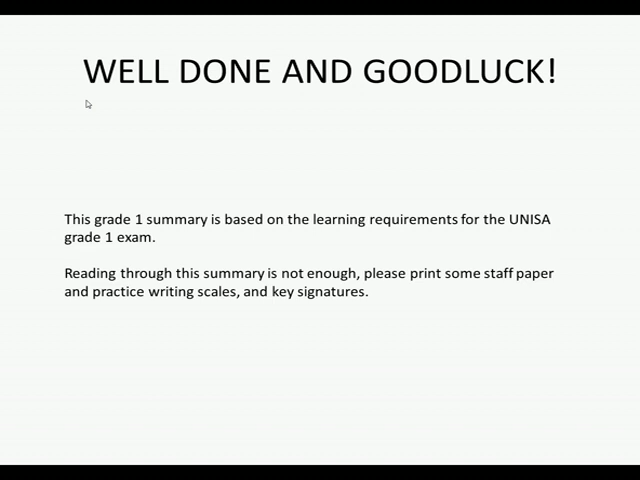 WELL DONE AND GOODLUCK!
This grade 1 summary is based on the learning requirements for the UNISA
grade 1 exam.
Reading through this summary is not enough, please print some staff paper
and practice writing scales, and key signatures.